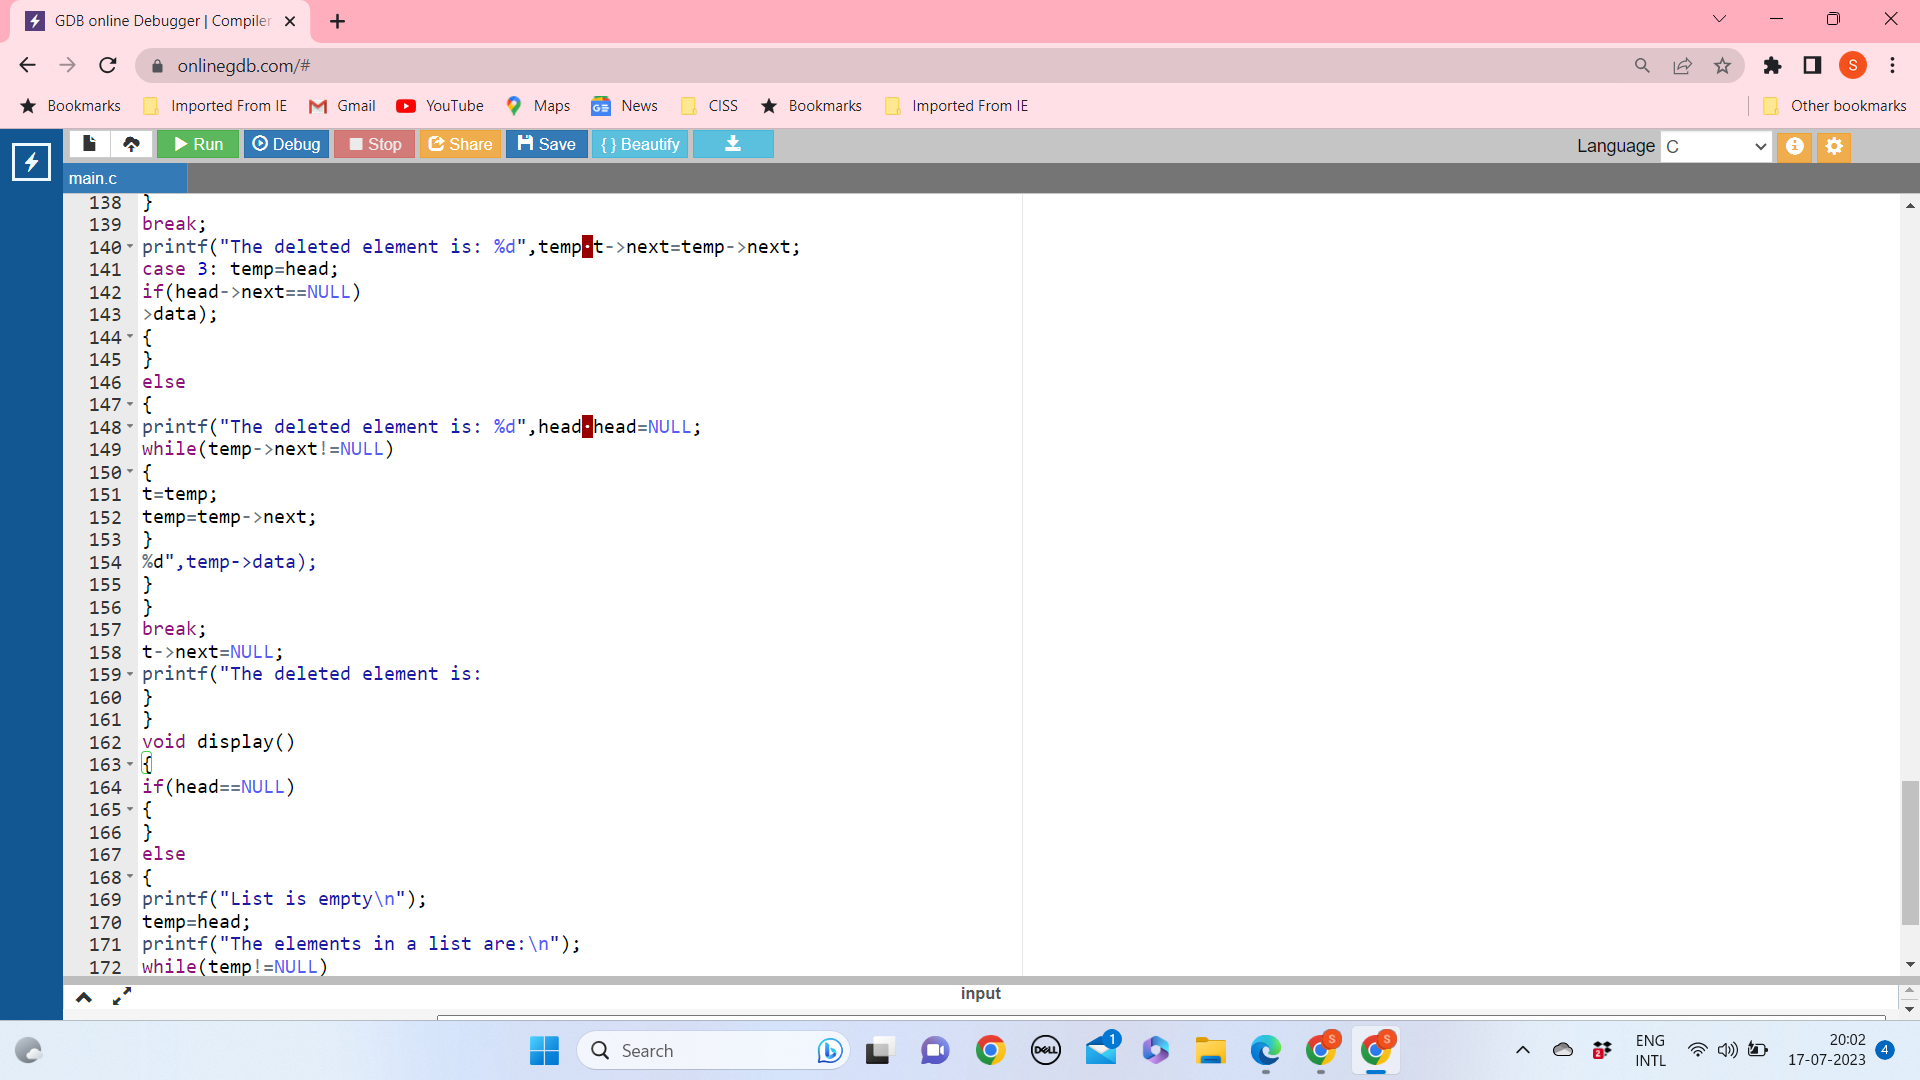 GDB online Debugger | Compiler
onlinegdb.com/#
S
Bookmarks
Imported From IE
Gmail
YouTube
Maps
News
CISS
Bookmarks
Imported From IE
Other bookmarks
Run
Debug
Stop
Share
Save
{ } Beautify
Language
C
main.c
138 }
139 break;
140 printf("The deleted element is: %d",temp t->next=temp->next;
141 case 3: temp=head;
142 if(head->next==NULL)
143 >data);
144 {
145 }
146 else
147 {
148 printf("The deleted element is: %d",head head=NULL;
149 while(temp->next!=NULL)
150 {
151 t=temp;
152 temp=temp->next;
153 }
154 %d",temp->data);
155 }
156 }
157 break;
158 t->next=NULL;
159 printf("The deleted element is:
160 }
161 }
162 void display()
163 {
164 if(head==NULL)
165 {
166 }
167 else
168 {
169 printf("List is empty\n");
170 temp=head;
171 printf("The elements in a list are:\n");
172 while(temp!=NULL)
input
Search
DELL
1
S
S
2
ENG
INTL
20:02
17-07-2023
4